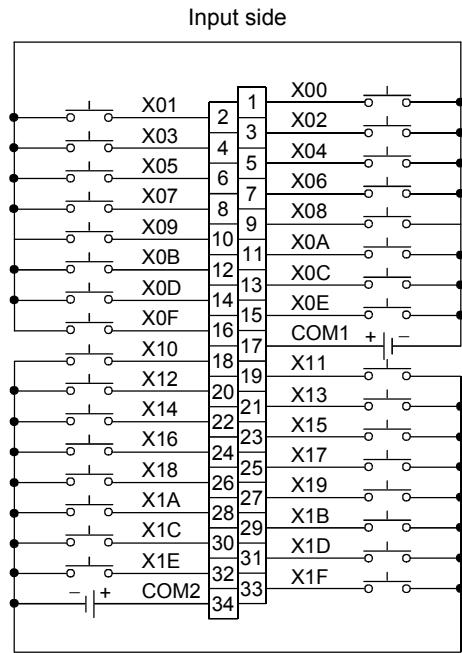 Input side
X00
1
X01
2
X02
3
X03
4
X04
5
X05
6
X06
7
X07
8
X08
9
X09
10
X0A
11
X0B
12
X0C
13
X0D
14
X0E
15
X0F
16
COM1 + −
17
X10
18
X11
19
X12
20
X13
21
X14
22
X15
23
X16
24
X17
25
X18
26
X19
27
X1A
28
X1B
29
X1C
30
X1D
31
X1E
32
X1F
33
− + COM2
34